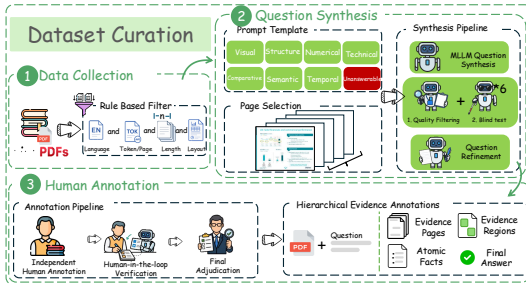 Dataset Curation
1 Data Collection
PDF
PDFs
Rule Based Filter
EN
TOK
l-n-l
and
and
and
Language
Token/Page
Length
Layout
2 Question Synthesis
Prompt Template
Visual
Structure
Numerical
Technical
Comparative
Semantic
Temporal
Unanswerable
Page Selection
Synthesis Pipeline
MLLM Question
Synthesis
+
*6
1. Quality Filtering
2. Blind test
Question
Refinement
3 Human Annotation
Annotation Pipeline
Independent
Human Annotation
Human-in-the-loop
Verification
Final
Adjudication
Hierarchical Evidence Annotations
PDF + Question
Evidence
Pages
Evidence
Regions
Atomic
Facts
Final
Answer